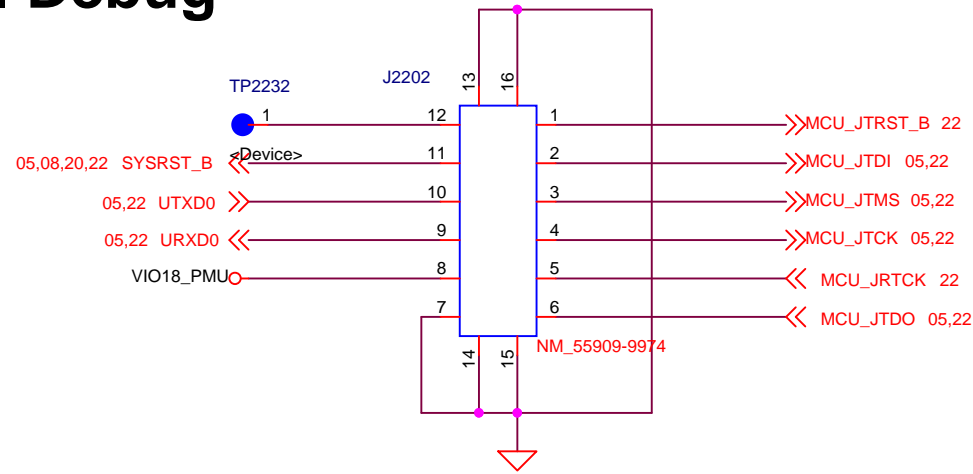 Debug
TP2232
J2202
13
16
1
12
1
MCU_JTRST_B 22
<Device>
05,08,20,22 SYSRST_B
11
2
MCU_JTDI 05,22
05,22 UTXD0
10
3
MCU_JTMS 05,22
05,22 URXD0
9
4
MCU_JTCK 05,22
VIO18_PMU
8
5
MCU_JRTCK 22
7
6
MCU_JTDO 05,22
NM_55909-9974
14
15